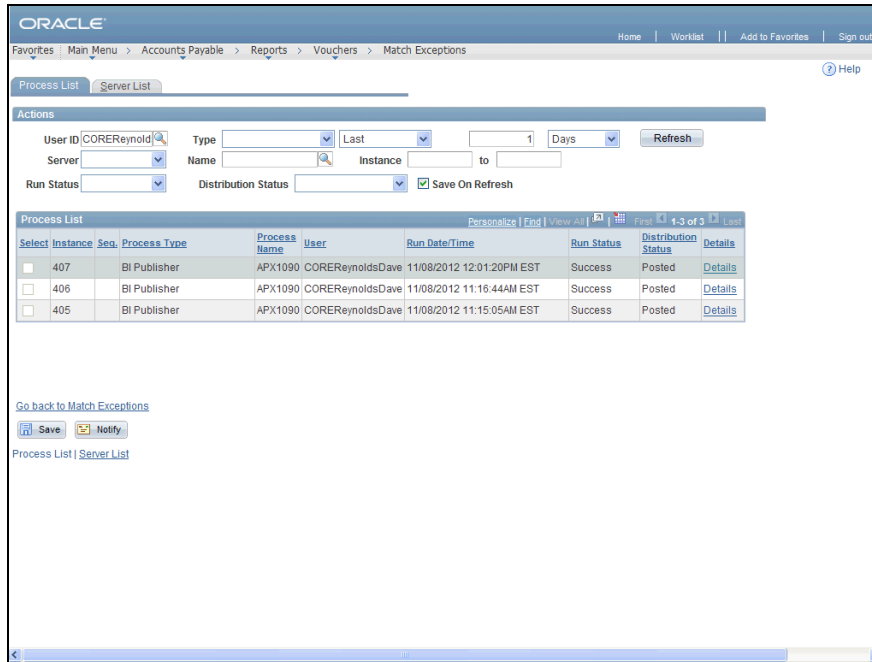 ORACLE
Home | Worklist | | Add to Favorites | Sign out
Favorites | Main Menu > Accounts Payable > Reports > Vouchers > Match Exceptions
Help
Process List Server List
Actions
User ID COREReynold Type Last 1 Days Refresh
Server Name Instance to
Run Status Distribution Status Save On Refresh
Process List Personalize | Find | View All | | First 1-3 of 3 Last
Select Instance Seq. Process Type Process Name User Run Date/Time Run Status Distribution Status Details
407 BI Publisher APX1090 COREReynoldsDave 11/08/2012 12:01:20PM EST Success Posted Details
406 BI Publisher APX1090 COREReynoldsDave 11/08/2012 11:16:44AM EST Success Posted Details
405 BI Publisher APX1090 COREReynoldsDave 11/08/2012 11:15:05AM EST Success Posted Details
Go back to Match Exceptions
Save Notify
Process List | Server List